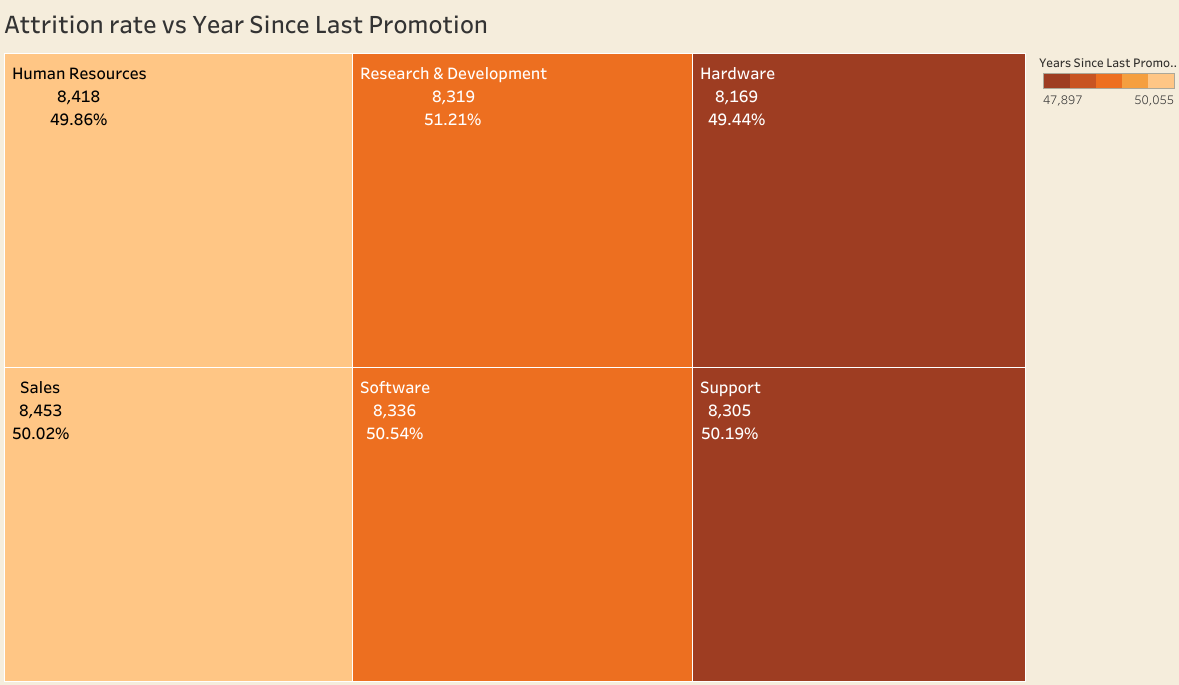 Attrition rate vs Year Since Last Promotion
Human Resources
8,418
49.86%
Research & Development
8,319
51.21%
Hardware
8,169
49.44%
Sales
8,453
50.02%
Software
8,336
50.54%
Support
8,305
50.19%
Years Since Last Promo..
47,897 50,055